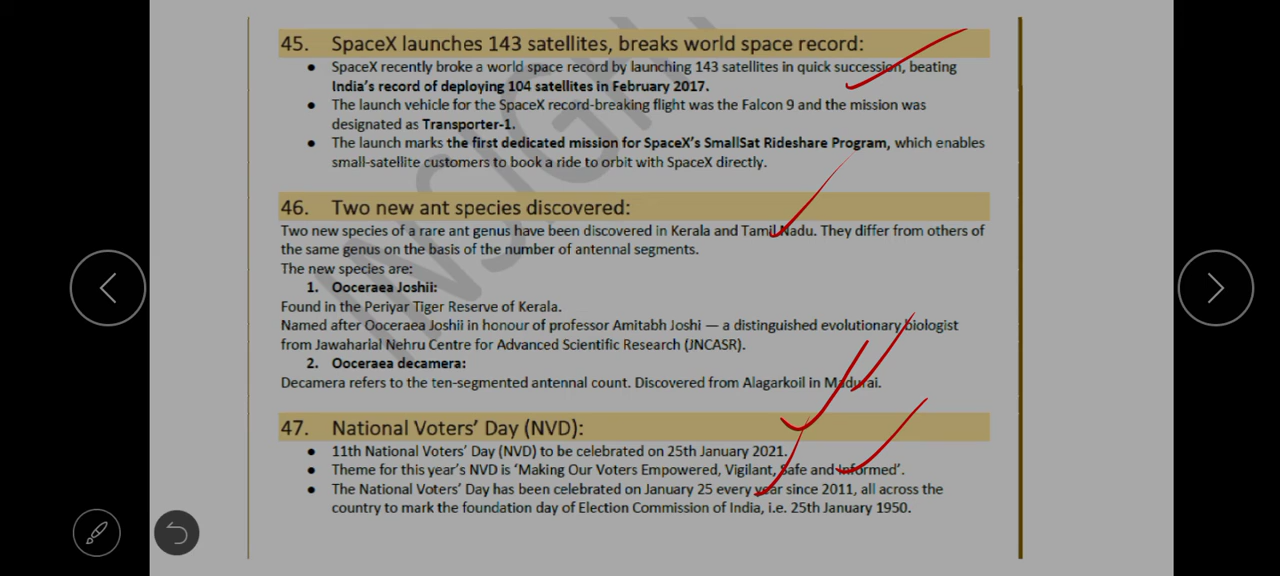 45. SpaceX launches 143 satellites, breaks world space record:
• SpaceX recently broke a world space record by launching 143 satellites in quick succession, beating
India's record of deploying 104 satellites in February 2017.
• The launch vehicle for the SpaceX record-breaking flight was the Falcon 9 and the mission was
designated as Transporter-1.
• The launch marks the first dedicated mission for SpaceX's SmallSat Rideshare Program, which enables
small-satellite customers to book a ride to orbit with SpaceX directly.
46. Two new ant species discovered:
Two new species of a rare ant genus have been discovered in Kerala and Tamil Nadu. They differ from others of
the same genus on the basis of the number of antennal segments.
The new species are:
1. Ooceraea Joshii:
Found in the Periyar Tiger Reserve of Kerala.
Named after Ooceraea Joshii in honour of professor Amitabh Joshi — a distinguished evolutionary biologist
from Jawaharlal Nehru Centre for Advanced Scientific Research (JNCASR).
2. Ooceraea decamera:
Decamera refers to the ten-segmented antennal count. Discovered from Alagarkoil in Madurai.
47. National Voters' Day (NVD):
• 11th National Voters' Day (NVD) to be celebrated on 25th January 2021.
• Theme for this year's NVD is 'Making Our Voters Empowered, Vigilant, Safe and Informed'.
• The National Voters' Day has been celebrated on January 25 every year since 2011, all across the
country to mark the foundation day of Election Commission of India, i.e. 25th January 1950.
INSIGH